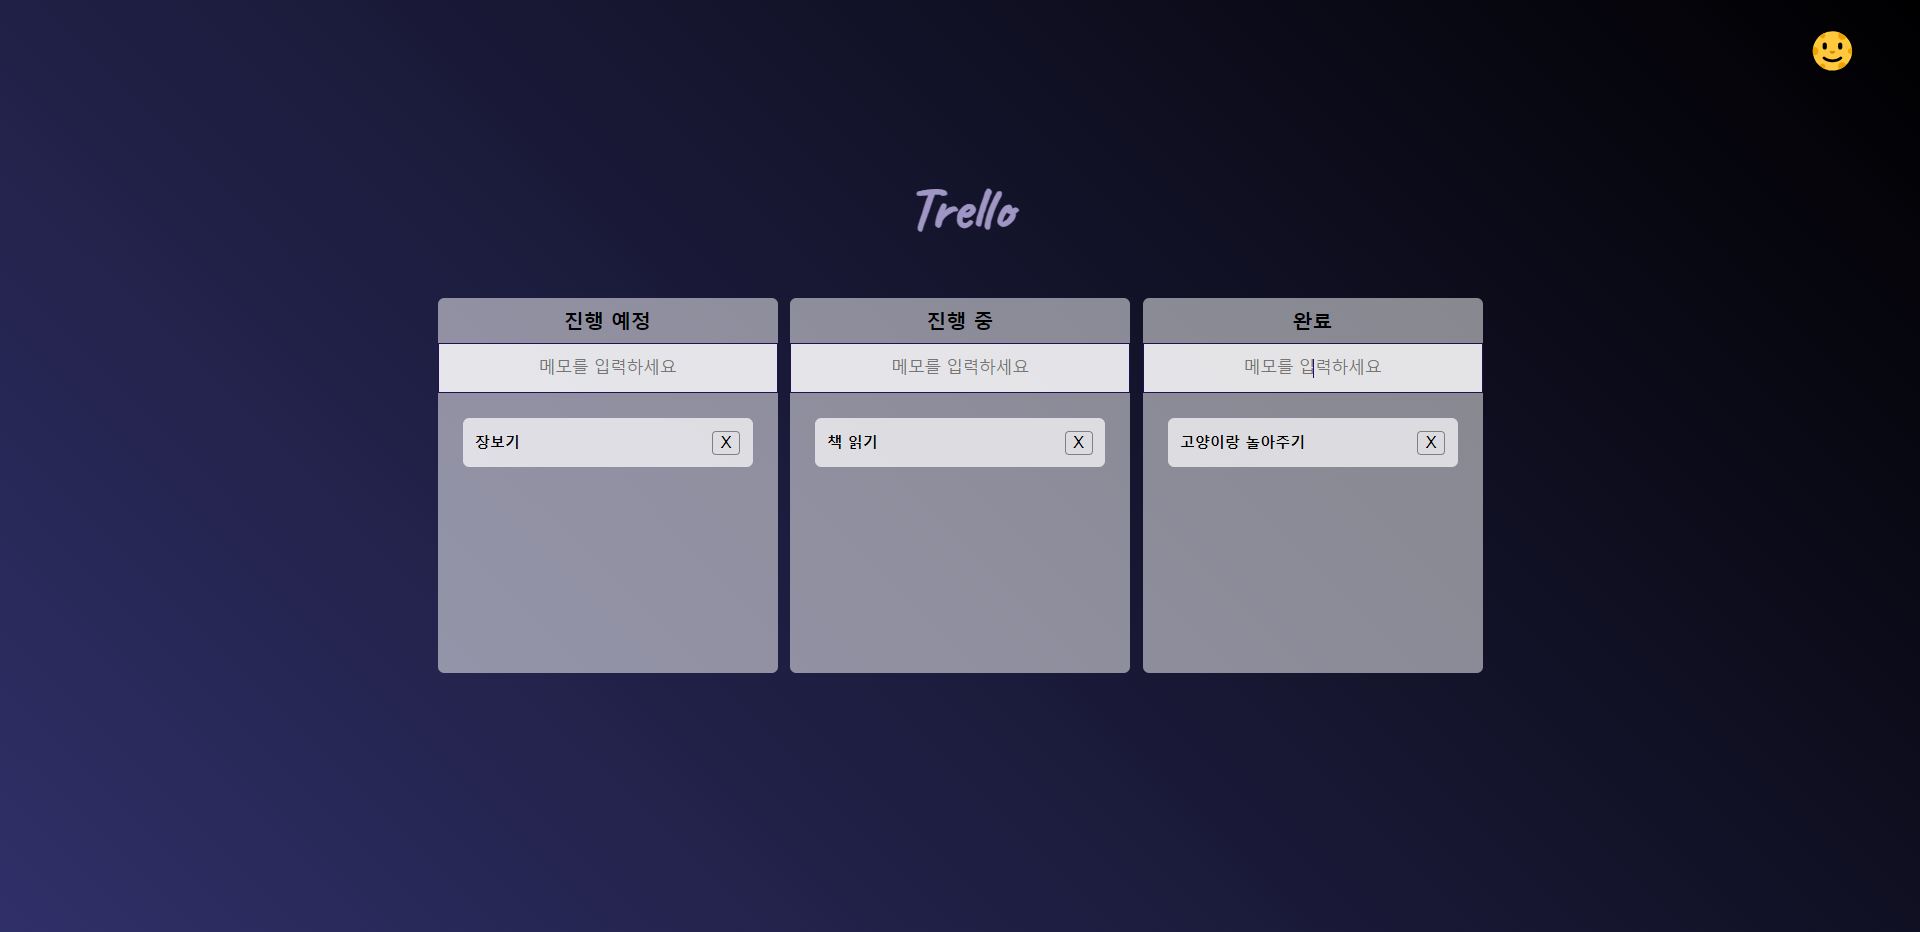 Trello
진행 예정
메모를 입력하세요
장보기 X
진행 중
메모를 입력하세요
책 읽기 X
완료
메모를 입력하세요
고양이랑 놀아주기 X